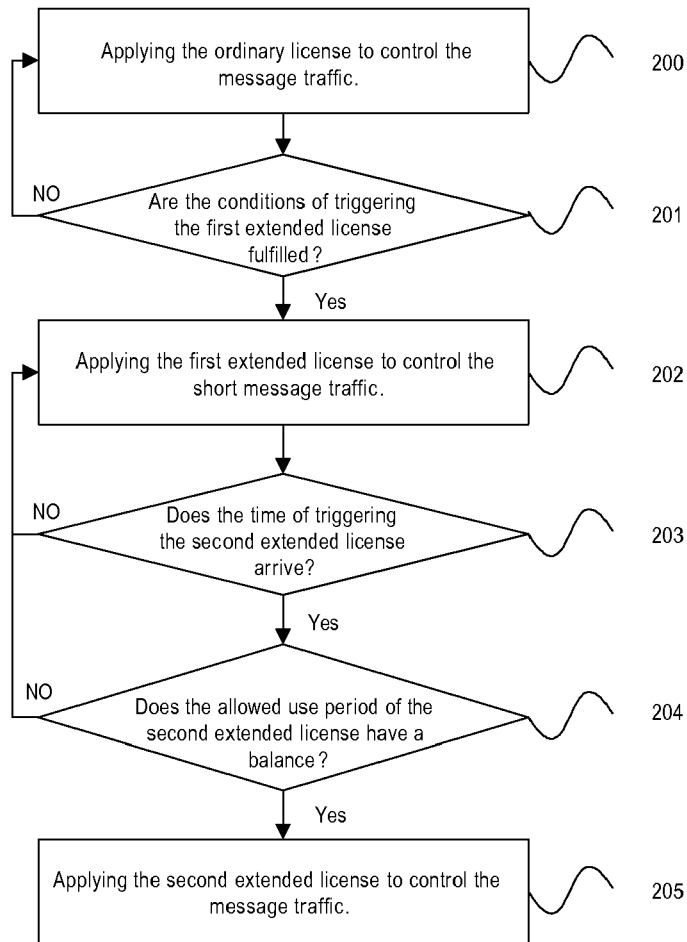 Applying the ordinary license to control the
message traffic.
200
NO
Are the conditions of triggering
the first extended license
fulfilled?
201
Yes
Applying the first extended license to control the
short message traffic.
202
NO
Does the time of triggering
the second extended license
arrive?
203
Yes
NO
Does the allowed use period of the
second extended license have a
balance?
204
Yes
Applying the second extended license to control the
message traffic.
205